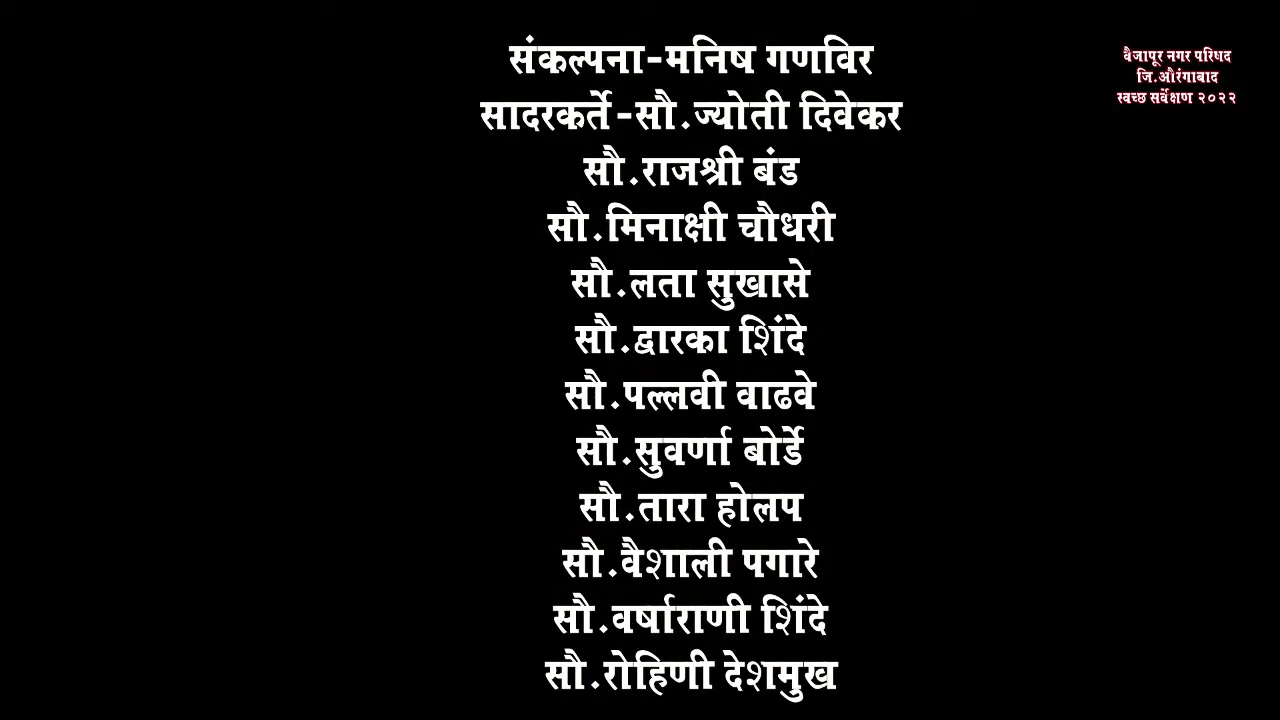 संकल्पना-मनिष गणविर
सादरकर्ते-सौ.ज्योती दिवेकर
सौ.राजश्री बंड
सौ.मिनाक्षी चौधरी
सौ.लता सुखासे
सौ.द्वारका शिंदे
सौ.पल्लवी वाढवे
सौ.सुवर्णा बोर्डे
सौ.तारा होलप
सौ.वैशाली पगारे
सौ.वर्षाराणी शिंदे
सौ.रोहिणी देशमुख
वैजापूर नगर परिषद
जि.औरंगाबाद
स्वच्छ सर्वेक्षण २०२२